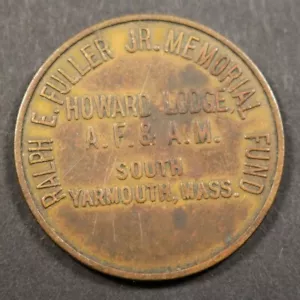 RALPH E. FULLER JR. MEMORIAL FUND
HOWARD LODGE,
A.F. & A.M.
SOUTH
YARMOUTH, MASS.